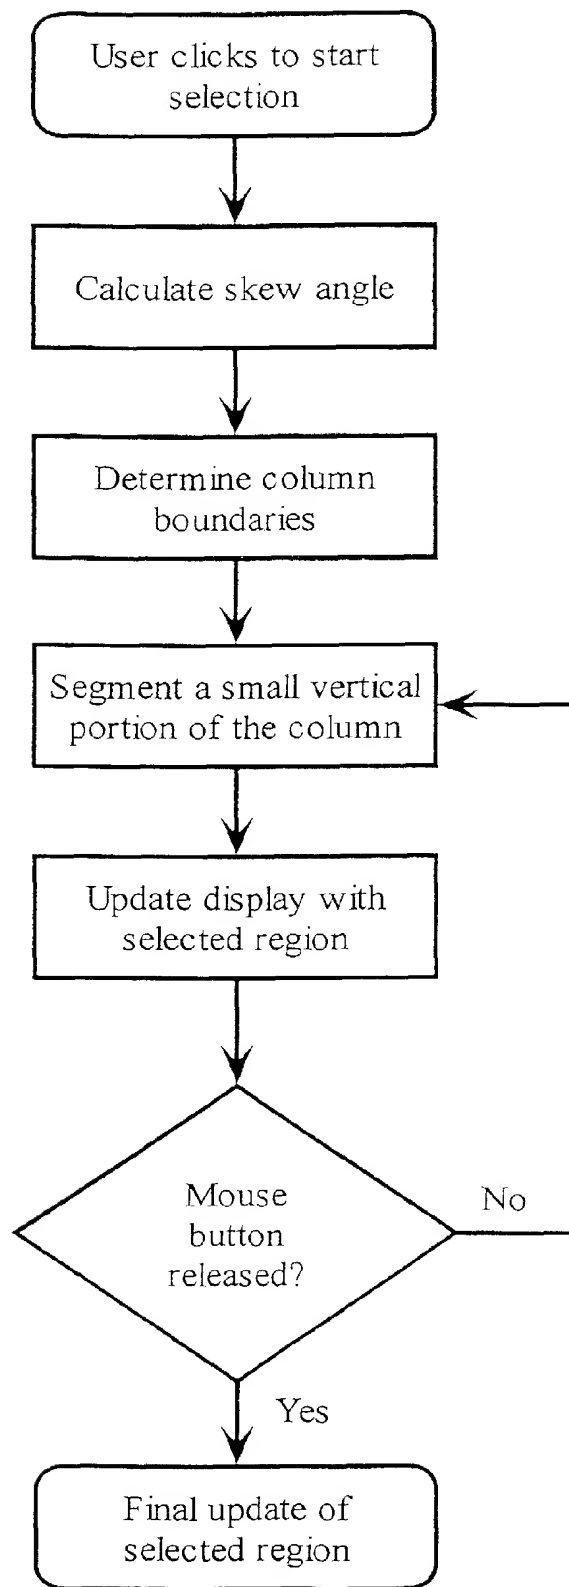 User clicks to start
selection
Calculate skew angle
Determine column
boundaries
Segment a small vertical
portion of the column
Update display with
selected region
Mouse
button
released?
No
Yes
Final update of
selected region